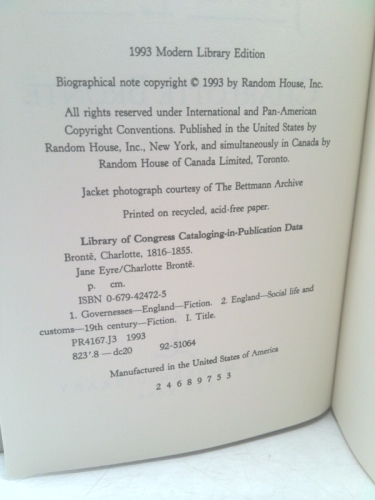 1993 Modern Library Edition
Biographical note copyright © 1993 by Random House, Inc.
All rights reserved under International and Pan-American
Copyright Conventions. Published in the United States by
Random House, Inc., New York, and simultaneously in Canada by
Random House of Canada Limited, Toronto.
Jacket photograph courtesy of The Bettmann Archive
Printed on recycled, acid-free paper.
Library of Congress Cataloging-in-Publication Data
Brontë, Charlotte, 1816–1855.
Jane Eyre/Charlotte Brontë.
p. cm.
ISBN 0-679-42472-5
1. Governesses—England—Fiction. 2. England—Social life and
customs—19th century—Fiction. I. Title.
PR4167.J3 1993
823'.8—dc20 92-51064
Manufactured in the United States of America
2 4 6 8 9 7 5 3